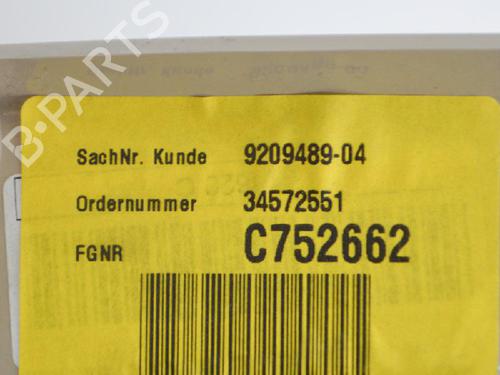 B-PARTS
SachNr. Kunde 9209489-04
Ordernummer 34572551
FGNR C752662